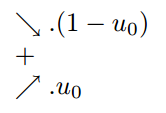 ↘ .(1 − u₀)
+
↗ .u₀